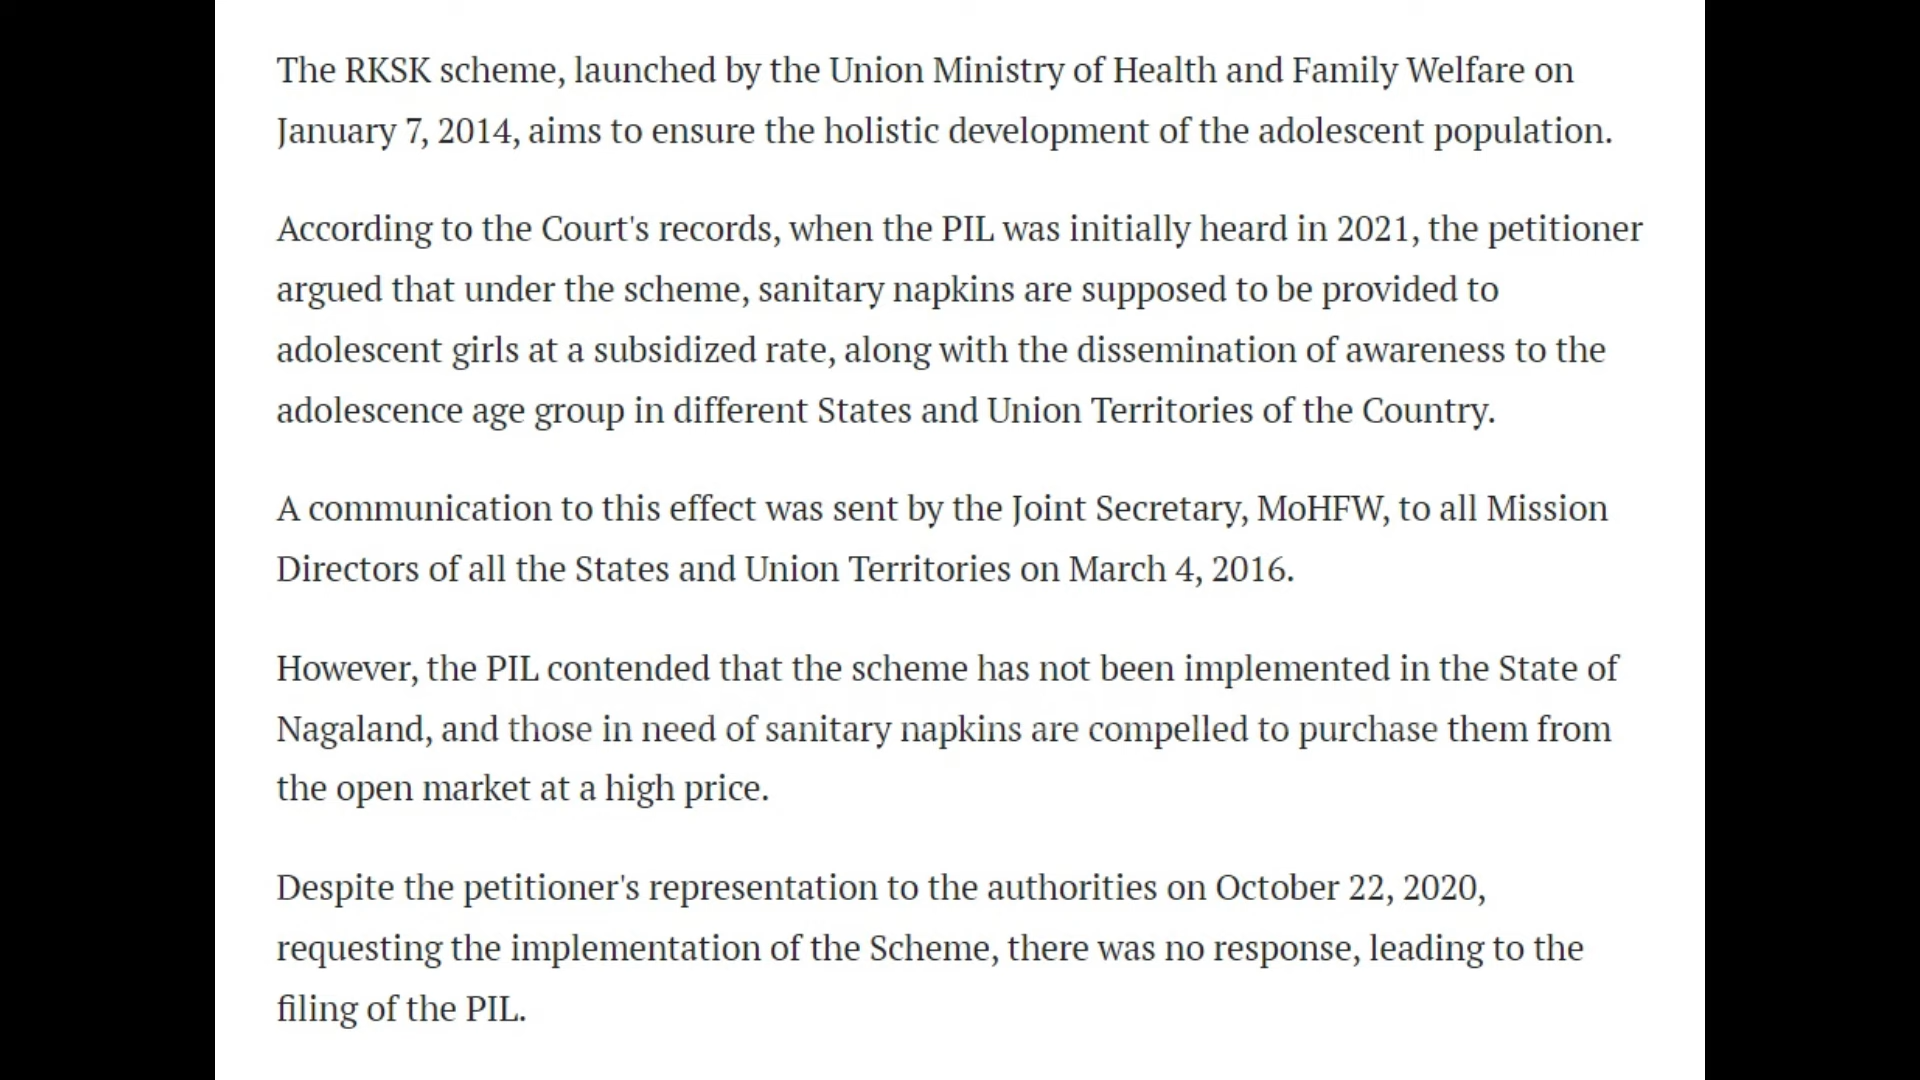 The RKSK scheme, launched by the Union Ministry of Health and Family Welfare on
January 7, 2014, aims to ensure the holistic development of the adolescent population.
According to the Court's records, when the PIL was initially heard in 2021, the petitioner
argued that under the scheme, sanitary napkins are supposed to be provided to
adolescent girls at a subsidized rate, along with the dissemination of awareness to the
adolescence age group in different States and Union Territories of the Country.
A communication to this effect was sent by the Joint Secretary, MoHFW, to all Mission
Directors of all the States and Union Territories on March 4, 2016.
However, the PIL contended that the scheme has not been implemented in the State of
Nagaland, and those in need of sanitary napkins are compelled to purchase them from
the open market at a high price.
Despite the petitioner's representation to the authorities on October 22, 2020,
requesting the implementation of the Scheme, there was no response, leading to the
filing of the PIL.